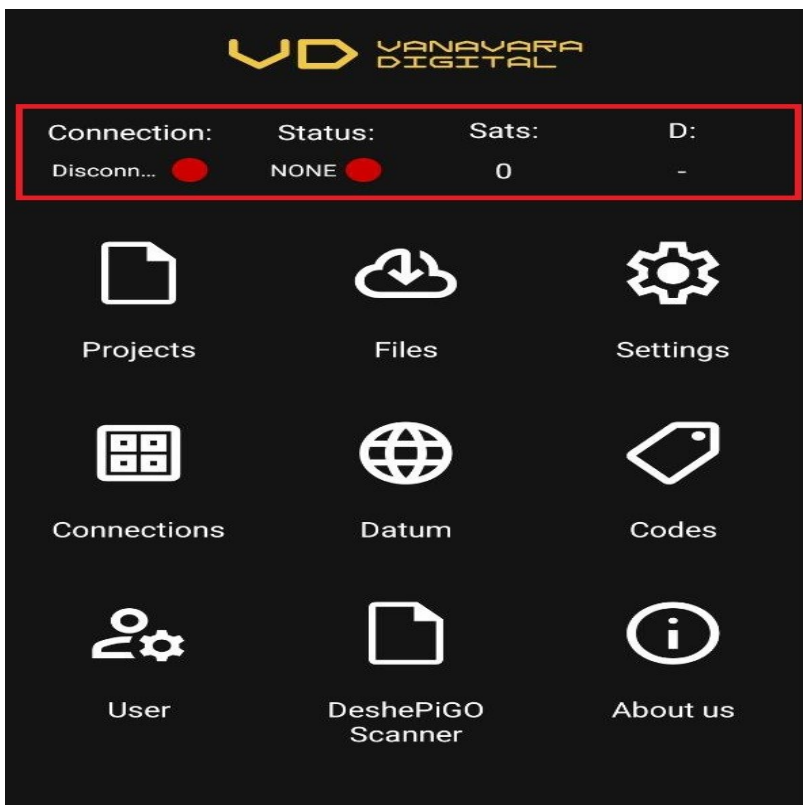 VD VANAVARA
DIGITAL
Connection: Status: Sats: D:
Disconn... NONE 0 -
Projects Files Settings
Connections Datum Codes
User DeshePiGO
Scanner About us